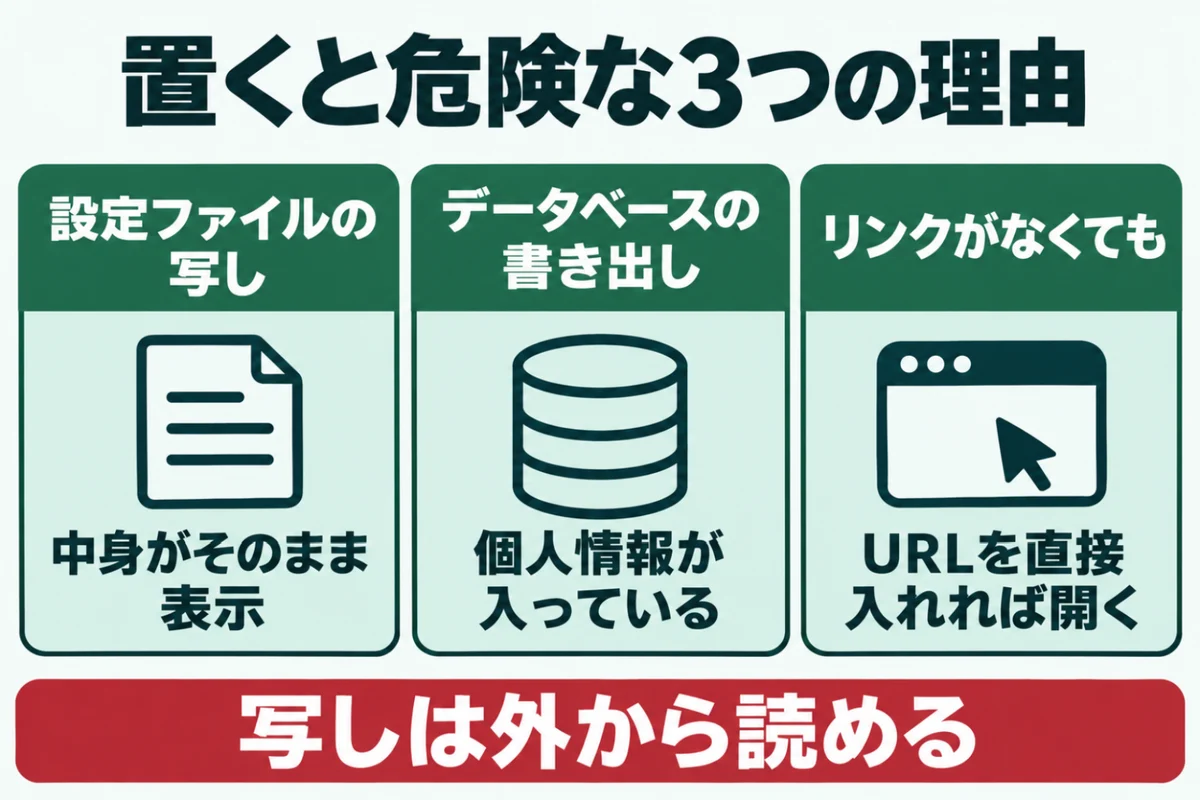 置くと危険な3つの理由
設定ファイルの
写し
中身がそのまま
表示
データベースの
書き出し
個人情報が
入っている
リンクがなくても
URLを直接
入れれば開く
写しは外から読める